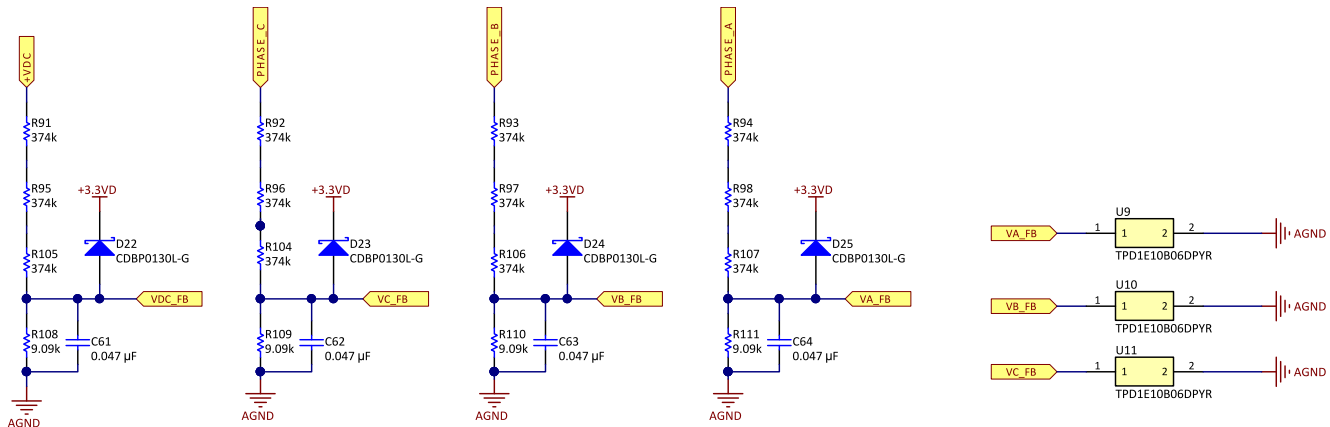 +VDC
R91
374k
R95
374k
+3.3VD
R105
374k
D22
CDBP0130L-G
VDC_FB
R108
9.09k
C61
0.047 µF
AGND
PHASE_C
R92
374k
R96
374k
+3.3VD
R104
374k
D23
CDBP0130L-G
VC_FB
R109
9.09k
C62
0.047 µF
AGND
PHASE_B
R93
374k
R97
374k
+3.3VD
R106
374k
D24
CDBP0130L-G
VB_FB
R110
9.09k
C63
0.047 µF
AGND
PHASE_A
R94
374k
R98
374k
+3.3VD
R107
374k
D25
CDBP0130L-G
VA_FB
R111
9.09k
C64
0.047 µF
AGND
U9
VA_FB 1 1 2 2 AGND
TPD1E10B06DPYR
U10
VB_FB 1 1 2 2 AGND
TPD1E10B06DPYR
U11
VC_FB 1 1 2 2 AGND
TPD1E10B06DPYR